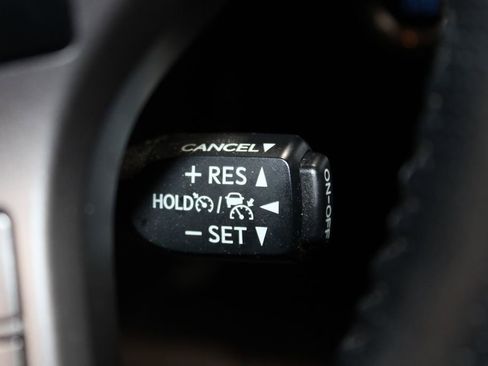 CANCEL▼
+ RES ▲
HOLD / ◄
− SET ▼
ON-OFF